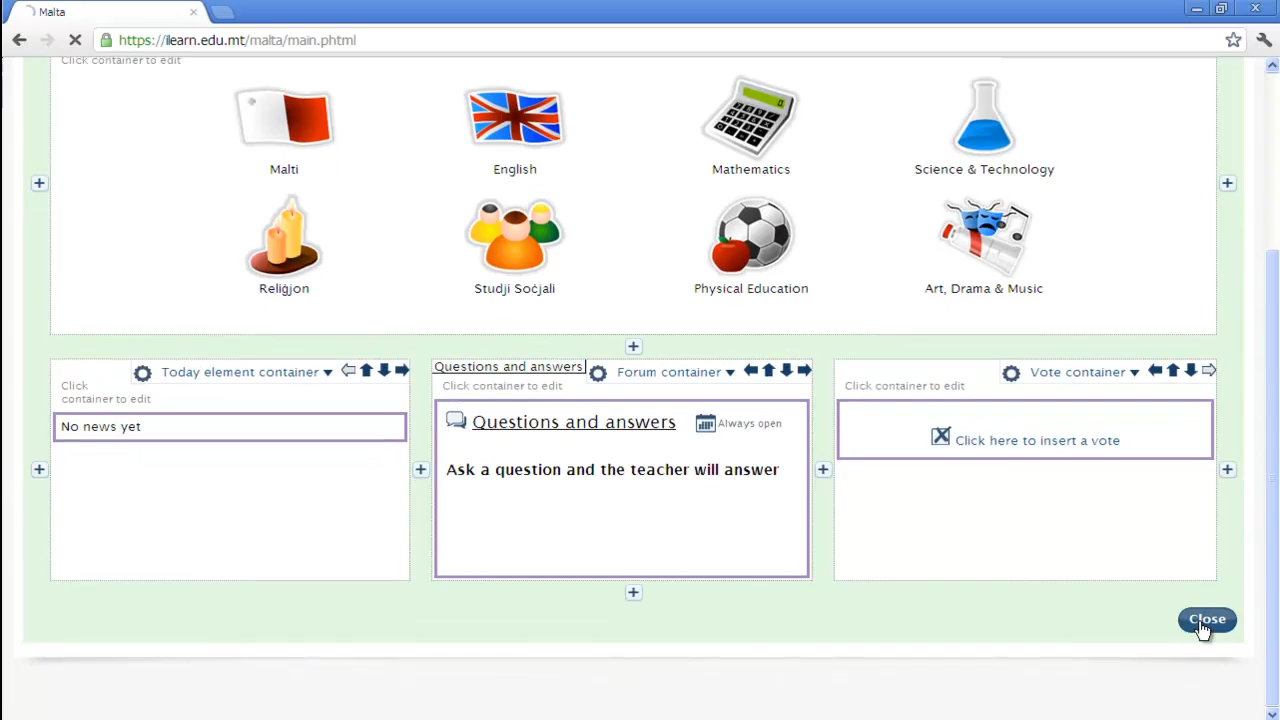 Malta
https://ilearn.edu.mt/malta/main.phtml
Click container to edit
Malti
English
Mathematics
Science & Technology
Reliġjon
Studji Soċjali
Physical Education
Art, Drama & Music
Today element container
Click
container to edit
No news yet
Questions and answers
Forum container
Click container to edit
Questions and answers
Always open
Ask a question and the teacher will answer
Vote container
Click container to edit
Click here to insert a vote
Close